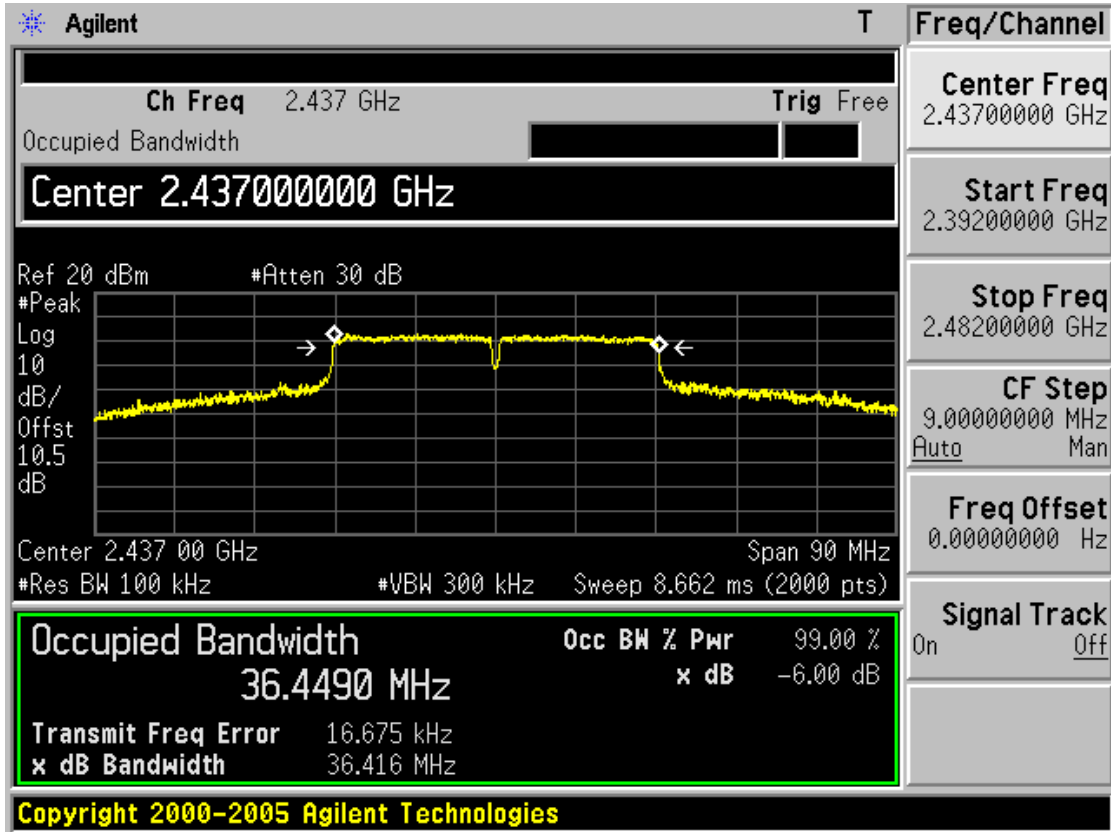 Agilent T
Ch Freq 2.437 GHz Trig Free
Occupied Bandwidth
Center 2.437000000 GHz
Ref 20 dBm #Atten 30 dB
#Peak
Log
10
dB/
Offst
10.5
dB
Center 2.437 00 GHz Span 90 MHz
#Res BW 100 kHz #VBW 300 kHz Sweep 8.662 ms (2000 pts)
Occupied Bandwidth
36.4490 MHz
Occ BW % Pwr 99.00 %
x dB -6.00 dB
Transmit Freq Error 16.675 kHz
x dB Bandwidth 36.416 MHz
Copyright 2000-2005 Agilent Technologies
Freq/Channel
Center Freq
2.43700000 GHz
Start Freq
2.39200000 GHz
Stop Freq
2.48200000 GHz
CF Step
9.00000000 MHz
Auto Man
Freq Offset
0.00000000 Hz
Signal Track
On Off